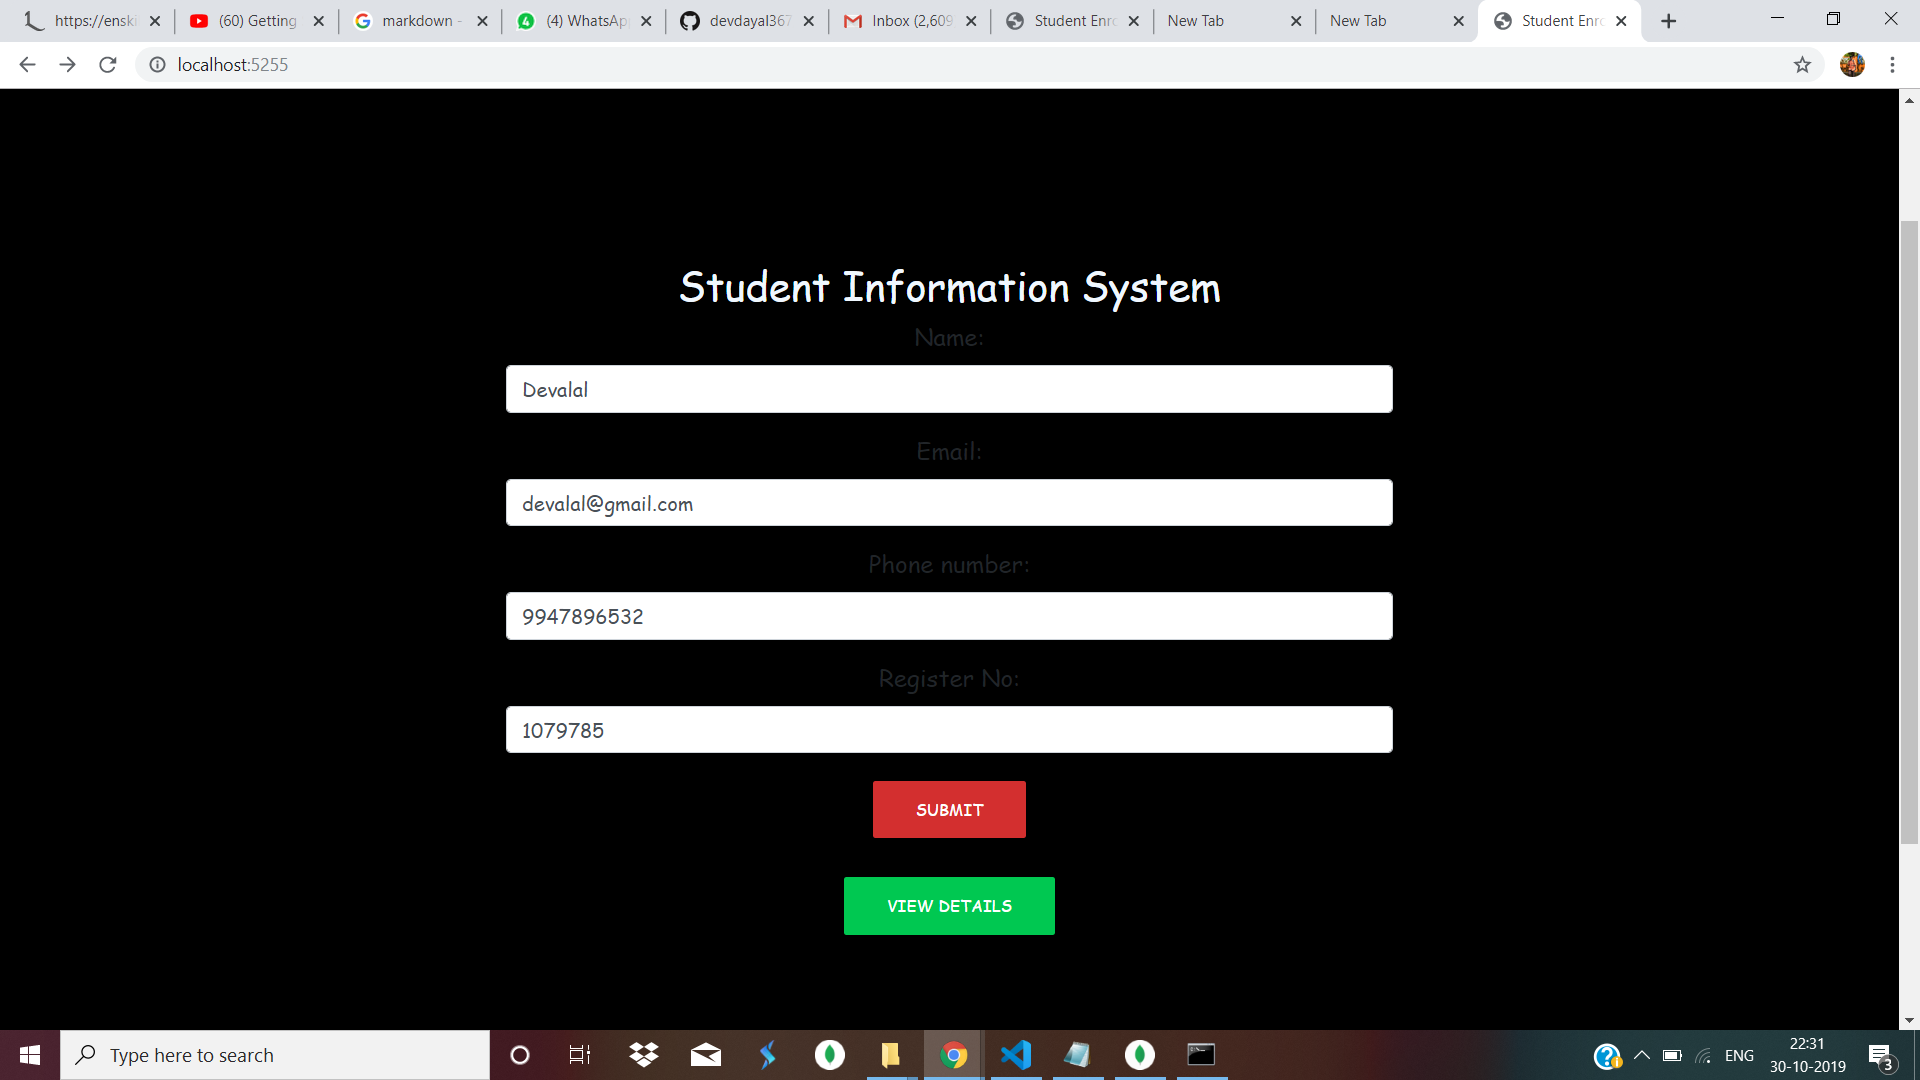 https://enski
(60) Getting
markdown -
(4) WhatsAp
devdayal367
Inbox (2,609
Student Enro
New Tab
New Tab
Student Enro
localhost:5255
Student Information System
Name:
Devalal
Email:
devalal@gmail.com
Phone number:
9947896532
Register No:
1079785
SUBMIT
VIEW DETAILS
Type here to search
ENG
22:31
30-10-2019
3